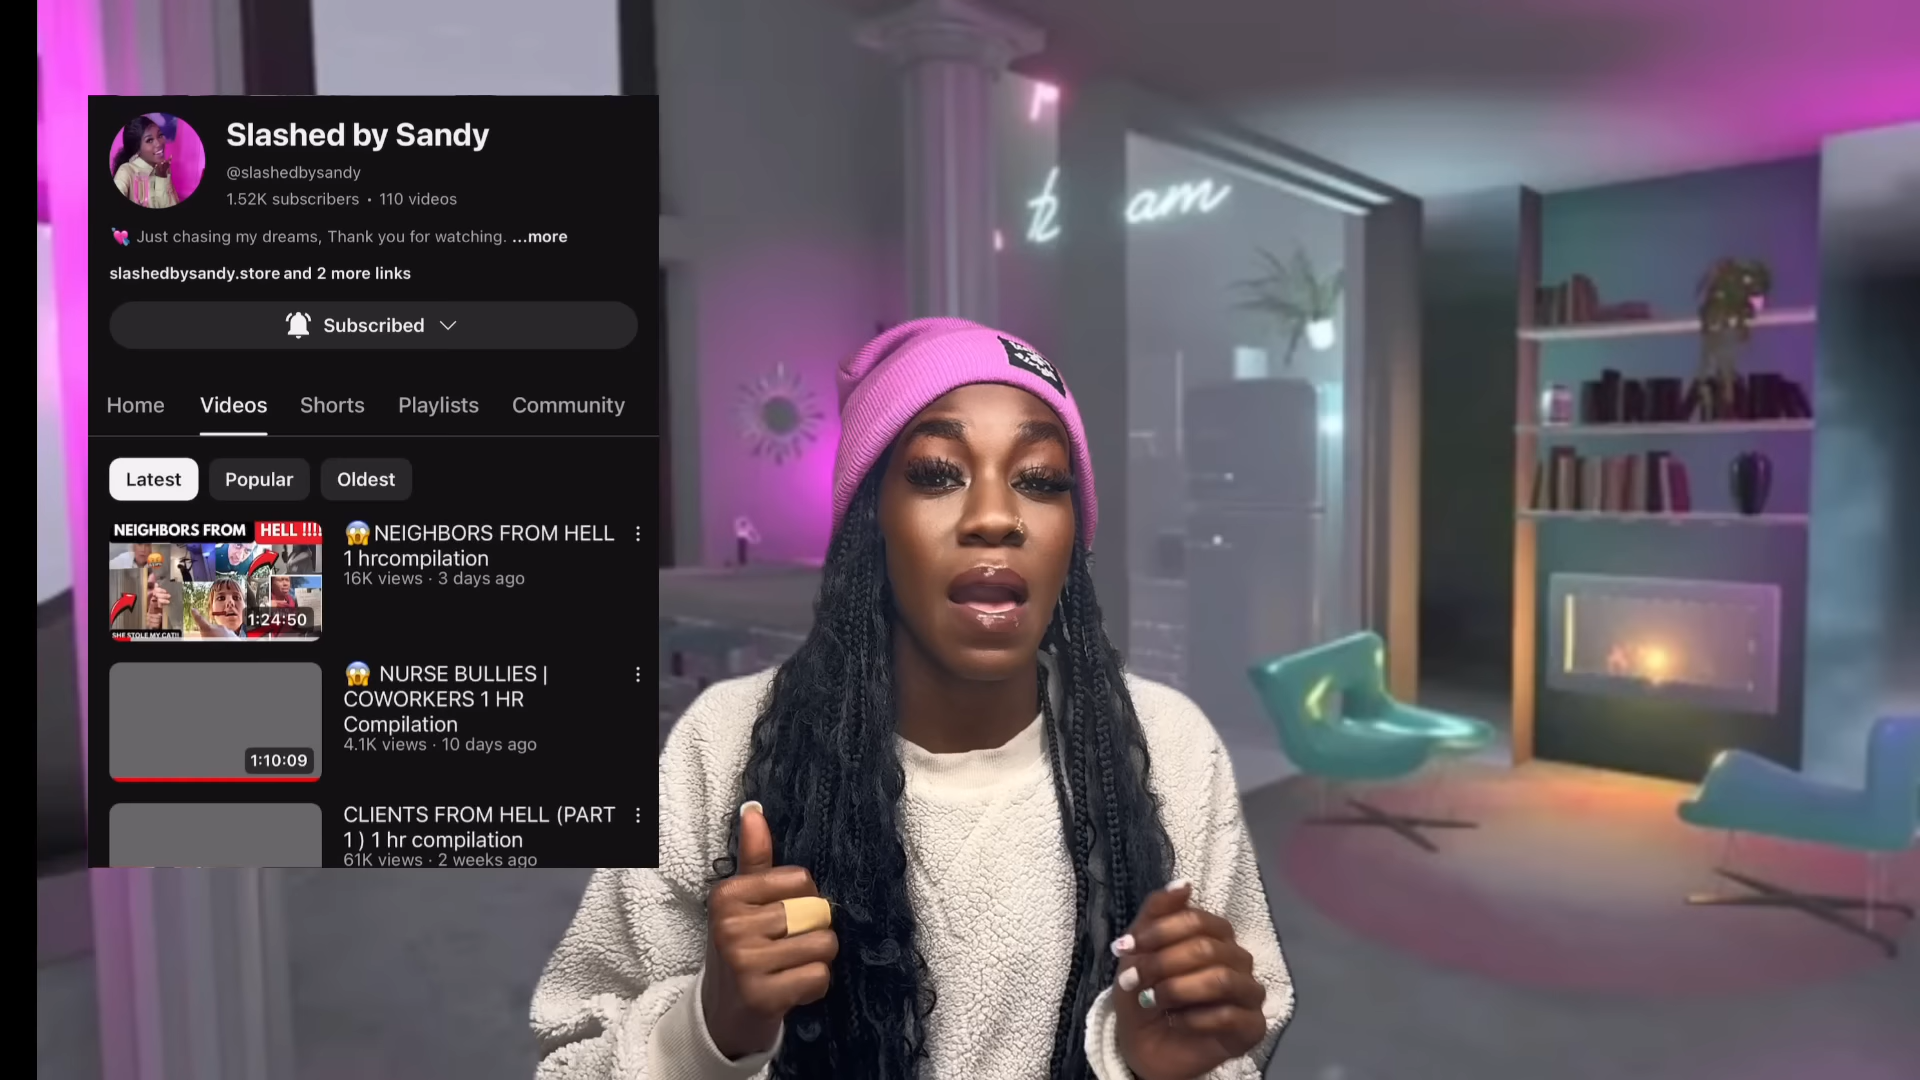 Slashed by Sandy
@slashedbysandy
1.52K subscribers • 110 videos
💘 Just chasing my dreams, Thank you for watching. ...more
slashedbysandy.store and 2 more links
Subscribed
Home Videos Shorts Playlists Community
Latest Popular Oldest
NEIGHBORS FROM HELL !!!!
SHE STOLE MY CAT!!
1:24:50
😱NEIGHBORS FROM HELL
1 hrcompilation
16K views · 3 days ago
1:10:09
😱 NURSE BULLIES |
COWORKERS 1 HR
Compilation
4.1K views · 10 days ago
CLIENTS FROM HELL (PART
1 ) 1 hr compilation
61K views · 2 weeks ago
am